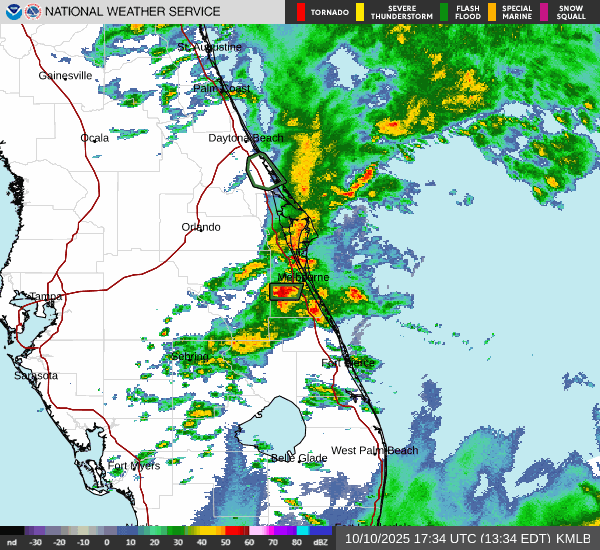 NATIONAL WEATHER SERVICE
TORNADO
SEVERE
THUNDERSTORM
FLASH
FLOOD
SPECIAL
MARINE
SNOW
SQUALL
St. Augustine
Gainesville
Palm Coast
Ocala
Daytona Beach
Orlando
Melbourne
Tampa
Sebring
Fort Pierce
Sarasota
West Palm Beach
Belle Glade
Fort Myers
nd -30 -20 -10 0 10 20 30 40 50 60 70 80 dBZ
10/10/2025 17:34 UTC (13:34 EDT) KMLB